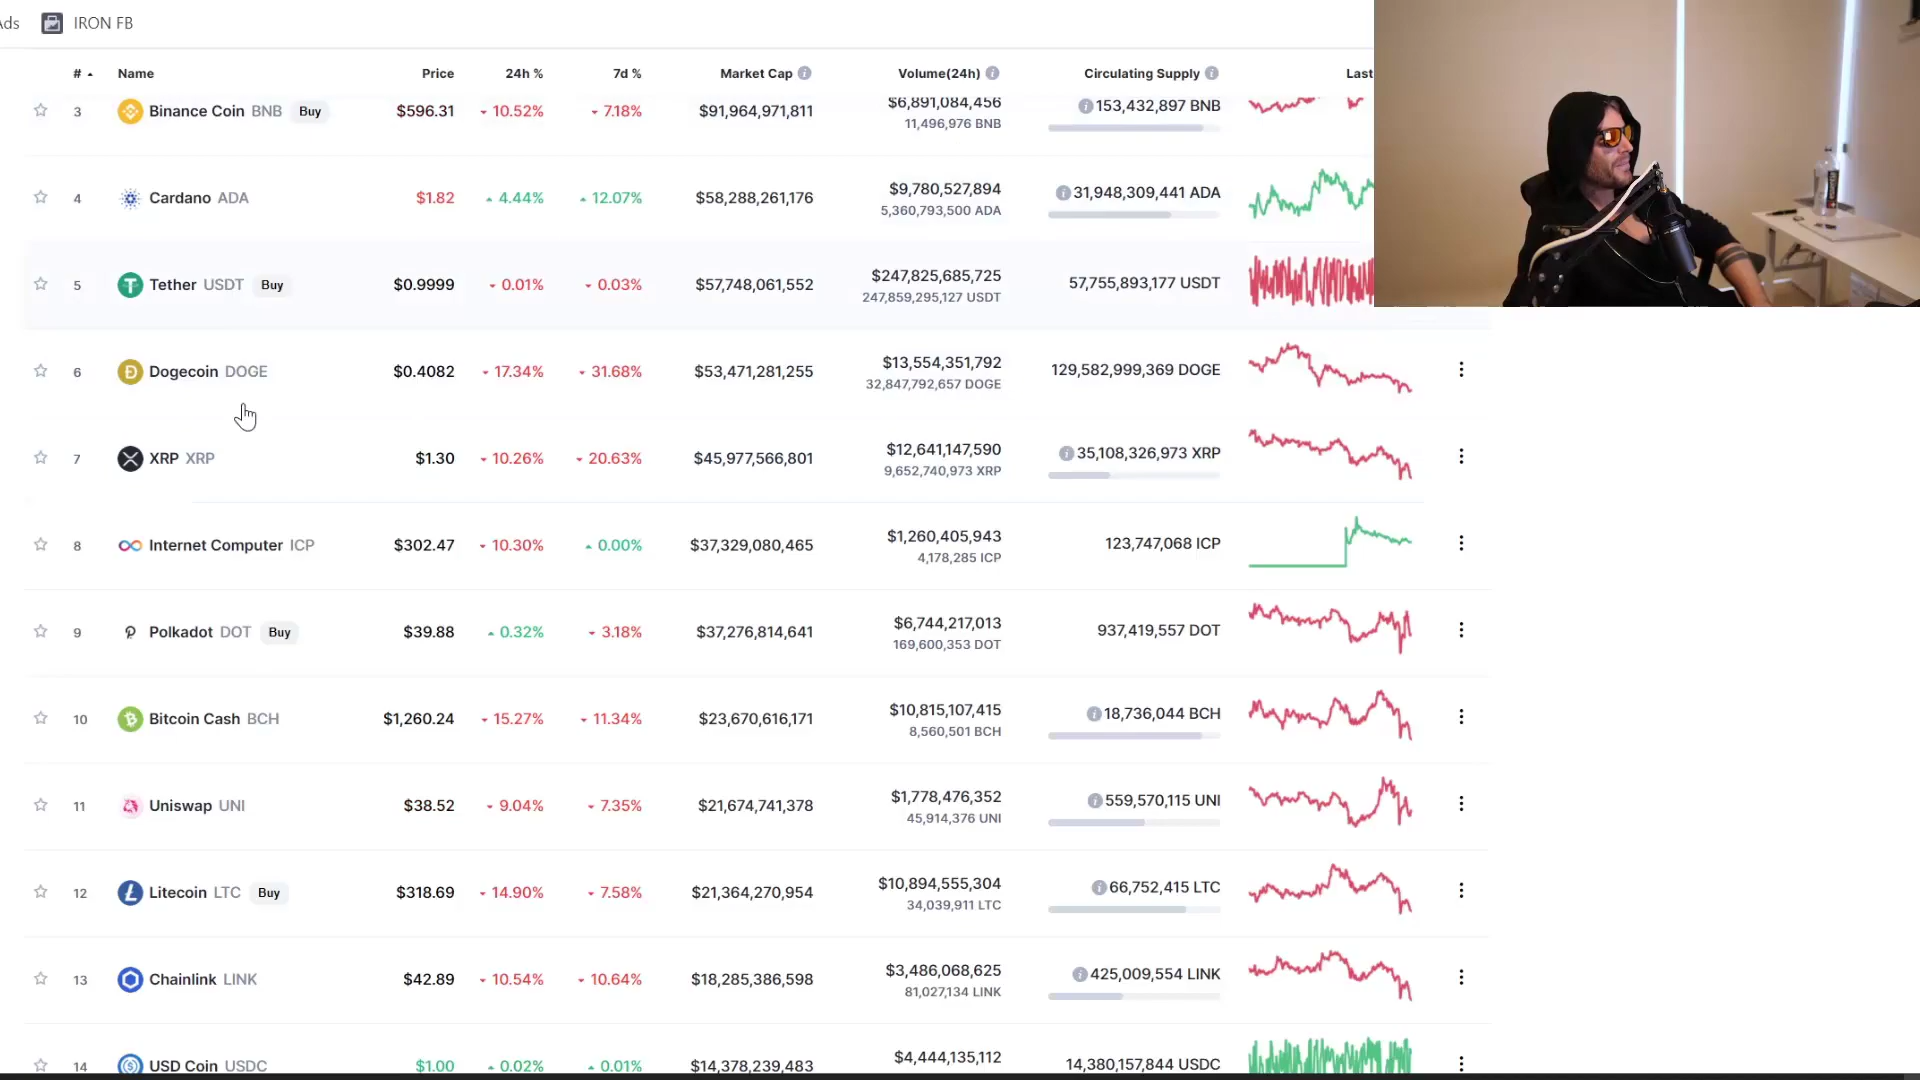 Ads IRON FB
# Name Price 24h % 7d % Market Cap Volume(24h) Circulating Supply Last
3 Binance Coin BNB Buy $596.31 10.52% 7.18% $91,964,971,811 $6,891,084,456 153,432,897 BNB
11,496,976 BNB
4 Cardano ADA $1.82 4.44% 12.07% $58,288,261,176 $9,780,527,894 31,948,309,441 ADA
5,360,793,500 ADA
5 Tether USDT Buy $0.9999 0.01% 0.03% $57,748,061,552 $247,825,685,725 57,755,893,177 USDT
247,859,295,127 USDT
6 Dogecoin DOGE $0.4082 17.34% 31.68% $53,471,281,255 $13,554,351,792 129,582,999,369 DOGE
32,847,792,657 DOGE
7 XRP XRP $1.30 10.26% 20.63% $45,977,566,801 $12,641,147,590 35,108,326,973 XRP
9,652,740,973 XRP
8 Internet Computer ICP $302.47 10.30% 0.00% $37,329,080,465 $1,260,405,943 123,747,068 ICP
4,178,285 ICP
9 Polkadot DOT Buy $39.88 0.32% 3.18% $37,276,814,641 $6,744,217,013 937,419,557 DOT
169,600,353 DOT
10 Bitcoin Cash BCH $1,260.24 15.27% 11.34% $23,670,616,171 $10,815,107,415 18,736,044 BCH
8,560,501 BCH
11 Uniswap UNI $38.52 9.04% 7.35% $21,674,741,378 $1,778,476,352 559,570,115 UNI
45,914,376 UNI
12 Litecoin LTC Buy $318.69 14.90% 7.58% $21,364,270,954 $10,894,555,304 66,752,415 LTC
34,039,911 LTC
13 Chainlink LINK $42.89 10.54% 10.64% $18,285,386,598 $3,486,068,625 425,009,554 LINK
81,027,134 LINK
14 USD Coin USDC $1.00 0.02% 0.01% $14,378,239,483 $4,444,135,112 14,380,157,844 USDC